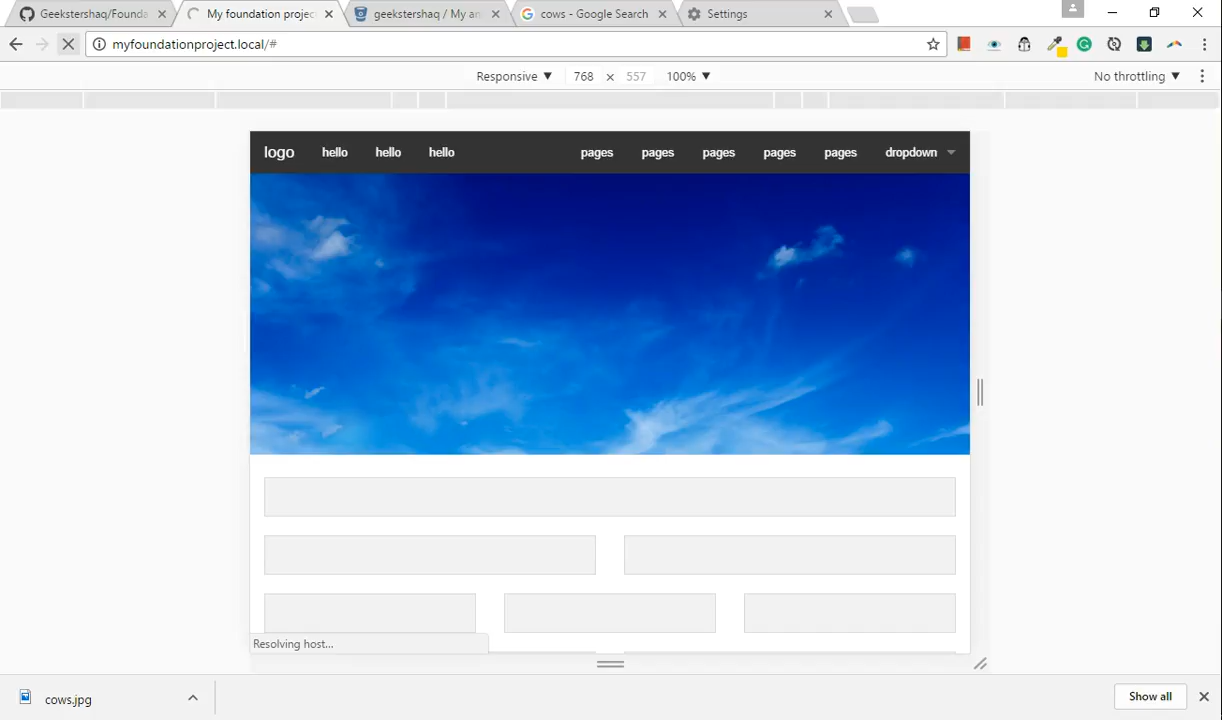 Geekstershaq/Founda
My foundation projec
geekstershaq / My an
cows - Google Search
Settings
myfoundationproject.local/#
Responsive ▼ 768 x 557 100% ▼ No throttling ▼
logo hello hello hello pages pages pages pages pages dropdown
Resolving host...
cows.jpg
Show all